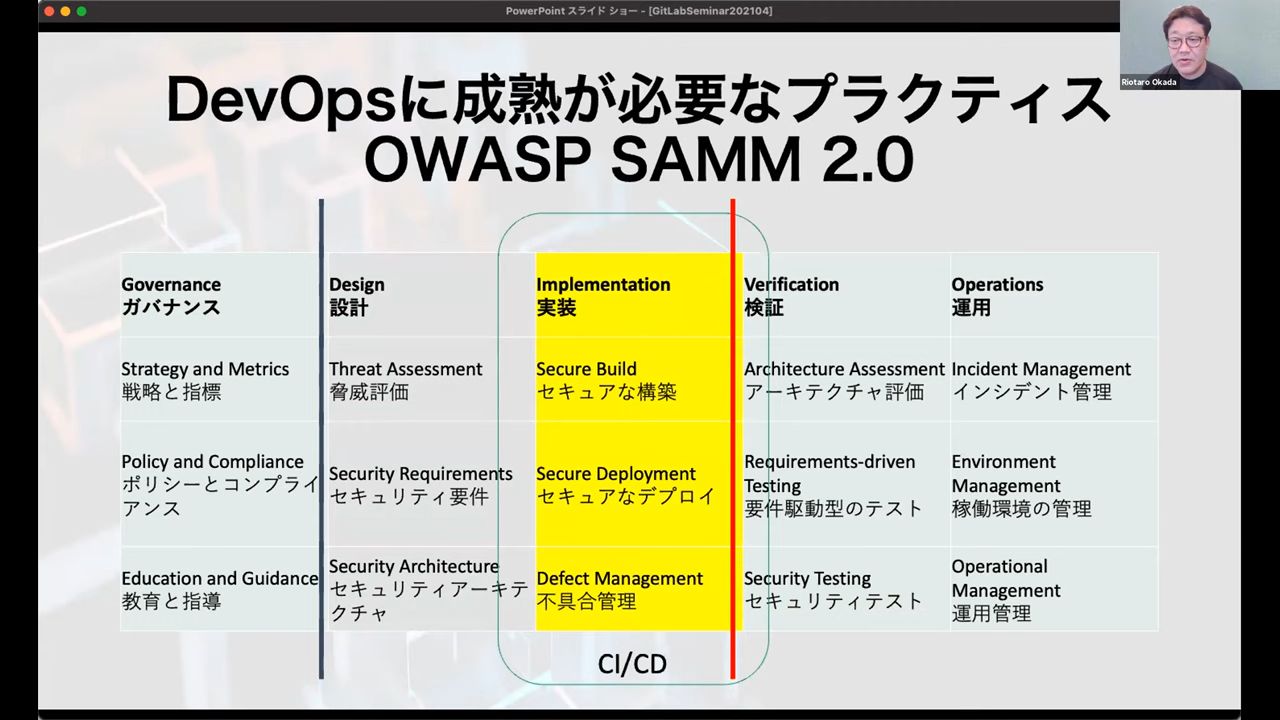 PowerPoint スライド ショー - [GitLabSeminar202104]
Riotaro Okada
DevOpsに成熟が必要なプラクティス
OWASP SAMM 2.0
Governance
ガバナンス
Design
設計
Implementation
実装
Verification
検証
Operations
運用
Strategy and Metrics
戦略と指標
Threat Assessment
脅威評価
Secure Build
セキュアな構築
Architecture Assessment
アーキテクチャ評価
Incident Management
インシデント管理
Policy and Compliance
ポリシーとコンプライ
アンス
Security Requirements
セキュリティ要件
Secure Deployment
セキュアなデプロイ
Requirements-driven
Testing
要件駆動型のテスト
Environment
Management
稼働環境の管理
Education and Guidance
教育と指導
Security Architecture
セキュリティアーキテ
クチャ
Defect Management
不具合管理
Security Testing
セキュリティテスト
Operational
Management
運用管理
CI/CD